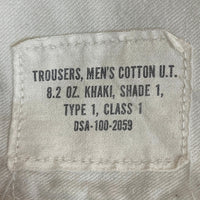 TROUSERS, MEN'S COTTON U.T.
8.2 OZ. KHAKI, SHADE 1,
TYPE 1, CLASS 1
DSA-100-2059